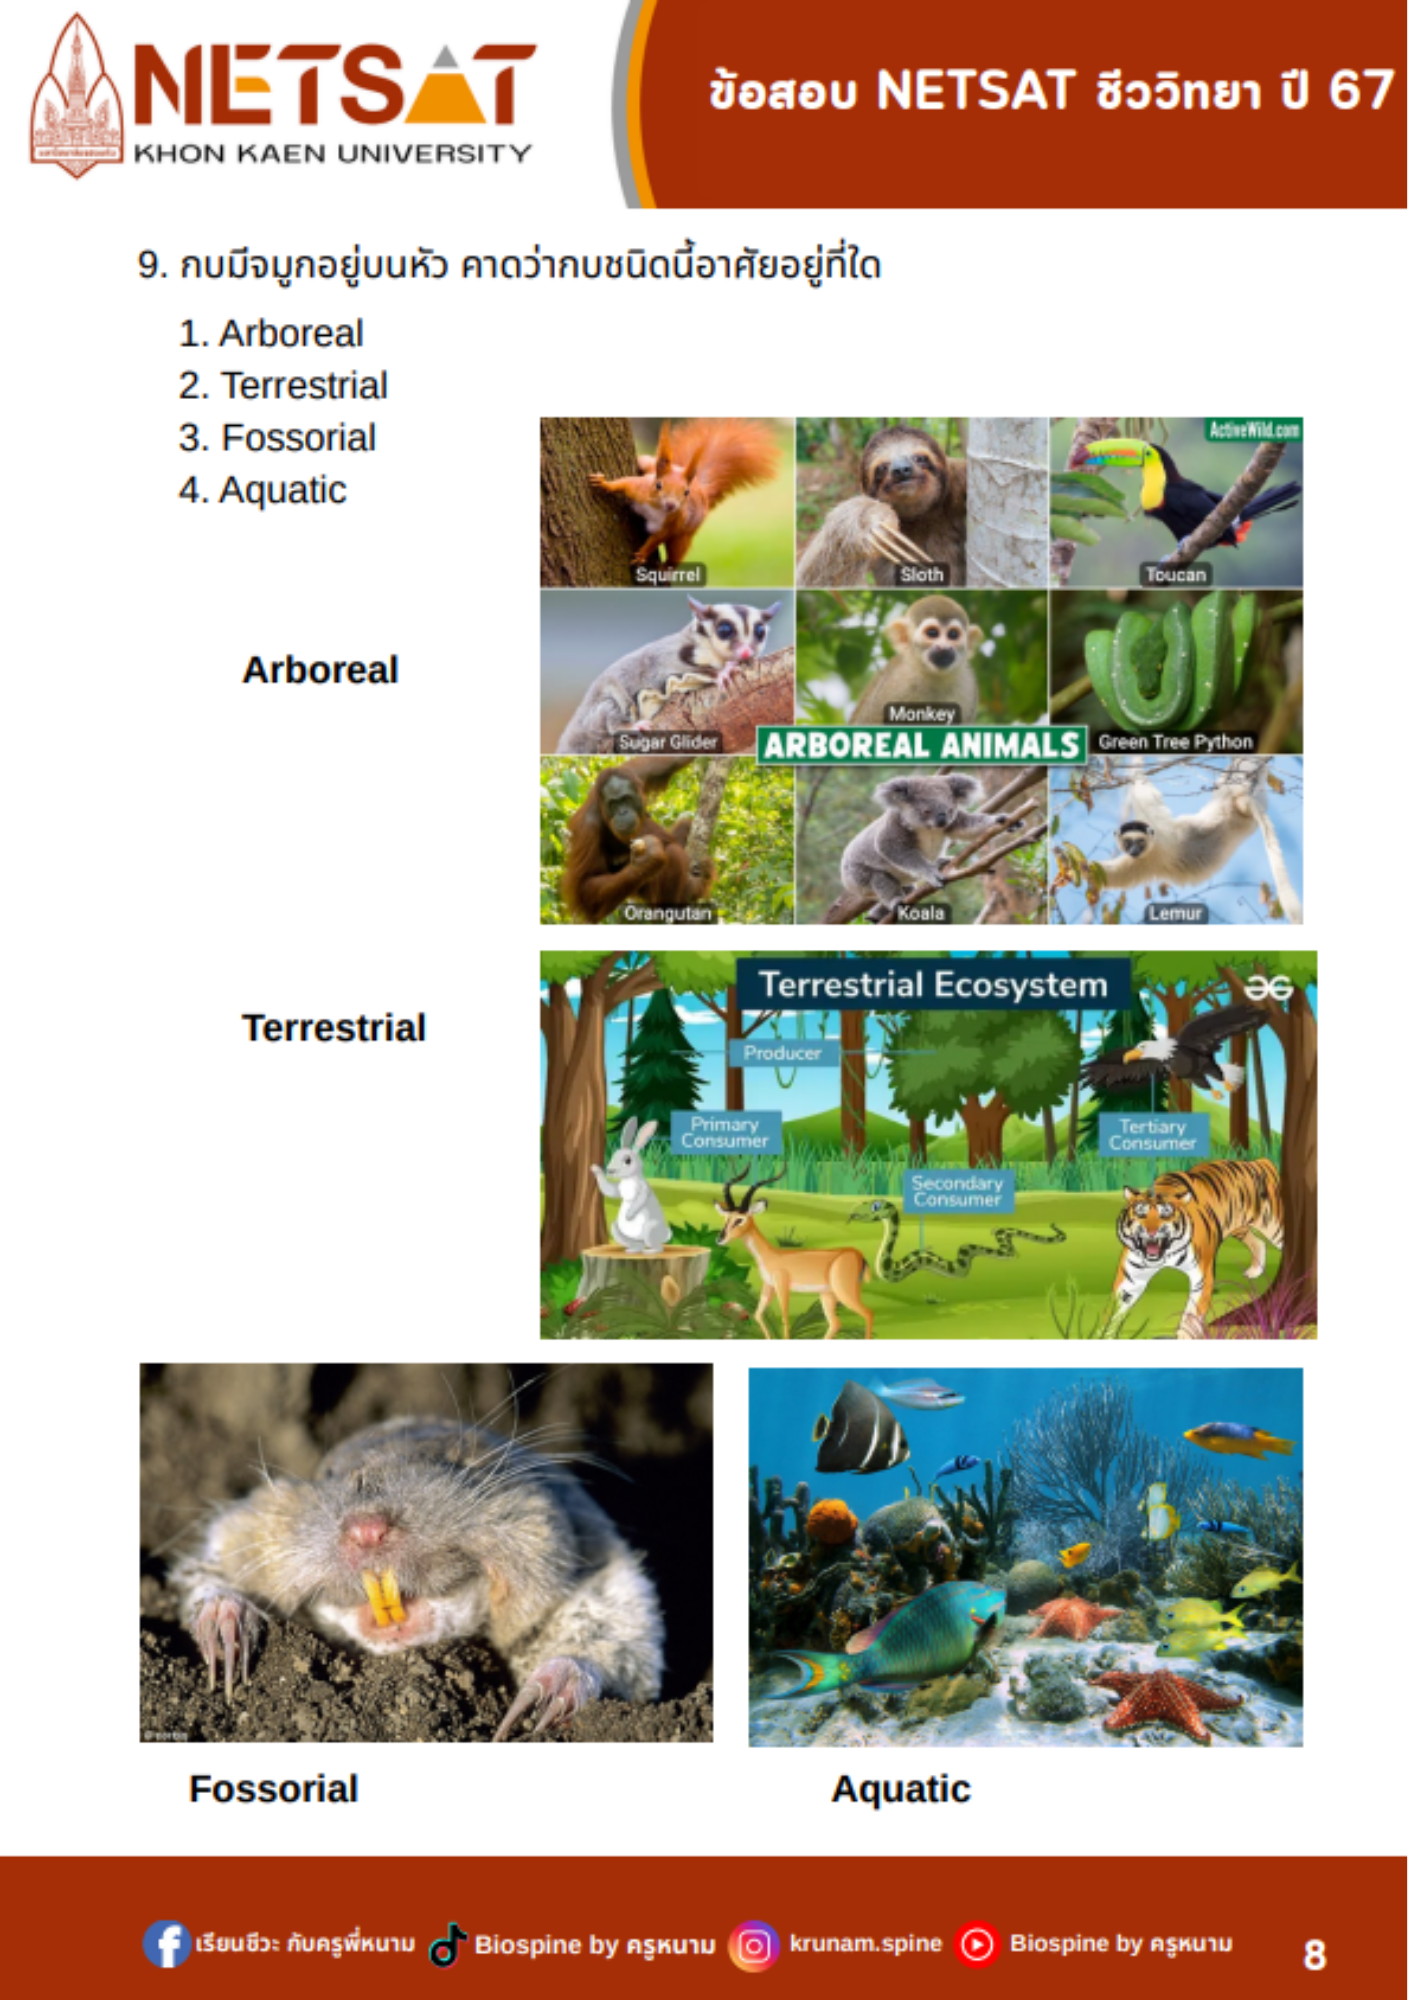 NETSAT
KHON KAEN UNIVERSITY
ข้อสอบ NETSAT ชีววิทยา ปี 67
9. กบมีจมูกอยู่บนหัว คาดว่ากบชนิดนี้อาศัยอยู่ที่ใด
1. Arboreal
2. Terrestrial
3. Fossorial
4. Aquatic
ActiveWild.com
Squirrel
Sloth
Toucan
Arboreal
Sugar Glider
Monkey
Green Tree Python
ARBOREAL ANIMALS
Orangutan
Koala
Lemur
Terrestrial
Terrestrial Ecosystem
Producer
Primary
Consumer
Tertiary
Consumer
Secondary
Consumer
Fossorial
Aquatic
เรียนชีวะ กับครูพี่หนาม
Biospine by ครูหนาม
krunam.spine
Biospine by ครูหนาม
8